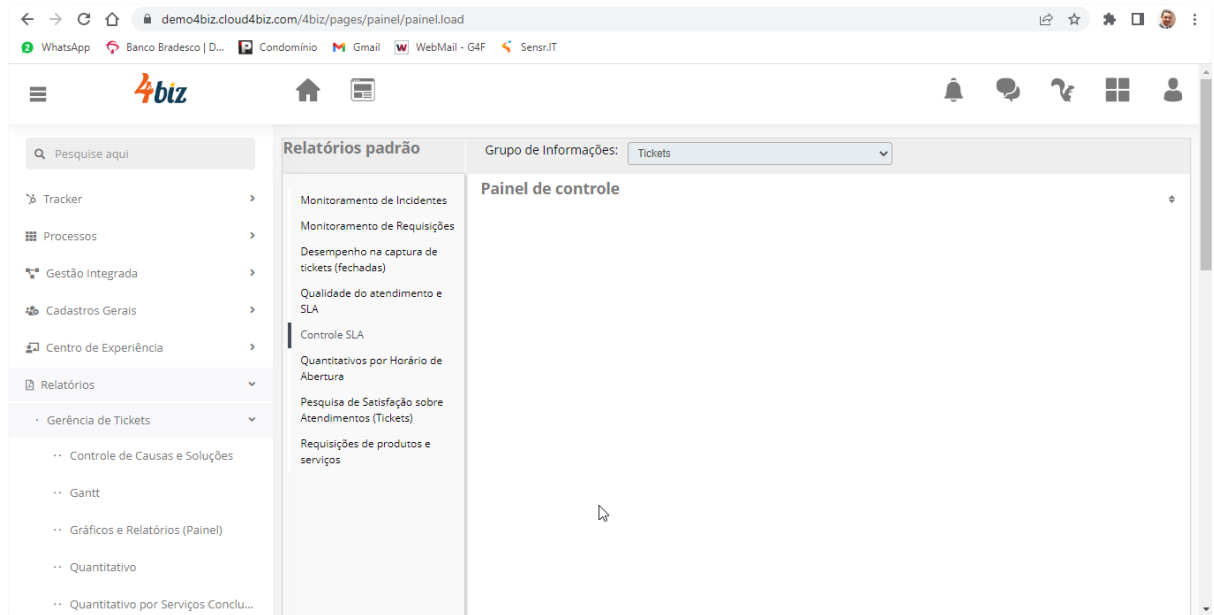 demo4biz.cloud4biz.com/4biz/pages/painel/painel.load
2 WhatsApp Banco Bradesco | D... Condomínio Gmail WebMail - G4F Sensr.IT
4biz
Pesquise aqui
Tracker
Processos
Gestão Integrada
Cadastros Gerais
Centro de Experiência
Relatórios
· Gerência de Tickets
·· Controle de Causas e Soluções
·· Gantt
·· Gráficos e Relatórios (Painel)
·· Quantitativo
·· Quantitativo por Serviços Conclu...
Relatórios padrão
Monitoramento de Incidentes
Monitoramento de Requisições
Desempenho na captura de
tickets (fechadas)
Qualidade do atendimento e
SLA
Controle SLA
Quantitativos por Horário de
Abertura
Pesquisa de Satisfação sobre
Atendimentos (Tickets)
Requisições de produtos e
serviços
Grupo de Informações: Tickets
Painel de controle